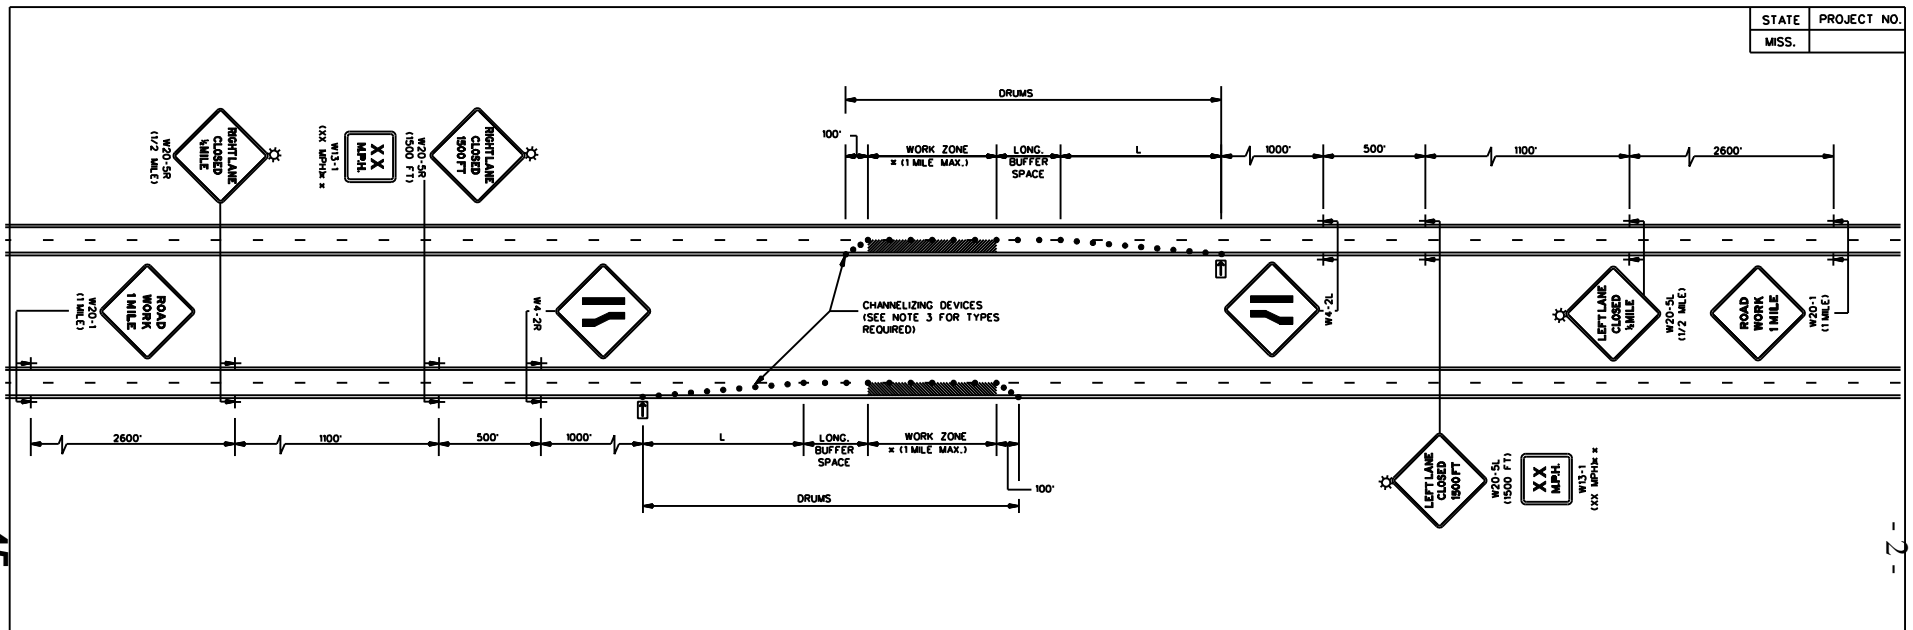 STATE PROJECT NO.
MISS.
DRUMS
100'
WORK ZONE
* (1 MILE MAX.)
LONG.
BUFFER
SPACE
L
1000'
500'
1100'
2600'
RIGHT LANE
CLOSED
½ MILE
W20-5R
(1/2 MILE)
XX
M.P.H.
W13-1
(XX MPH)* *
RIGHT LANE
CLOSED
1500 FT
W20-5R
(1500 FT)
ROAD
WORK
1 MILE
W20-1
(1 MILE)
W4-2R
CHANNELIZING DEVICES
(SEE NOTE 3 FOR TYPES
REQUIRED)
W4-2L
LEFT LANE
CLOSED
½ MILE
W20-5L
(1/2 MILE)
ROAD
WORK
1 MILE
W20-1
(1 MILE)
2600'
1100'
500'
1000'
L
LONG.
BUFFER
SPACE
WORK ZONE
* (1 MILE MAX.)
100'
DRUMS
LEFT LANE
CLOSED
1500 FT
W20-5L
(1500 FT)
XX
M.P.H.
W13-1
(XX MPH)* *
- 2 -